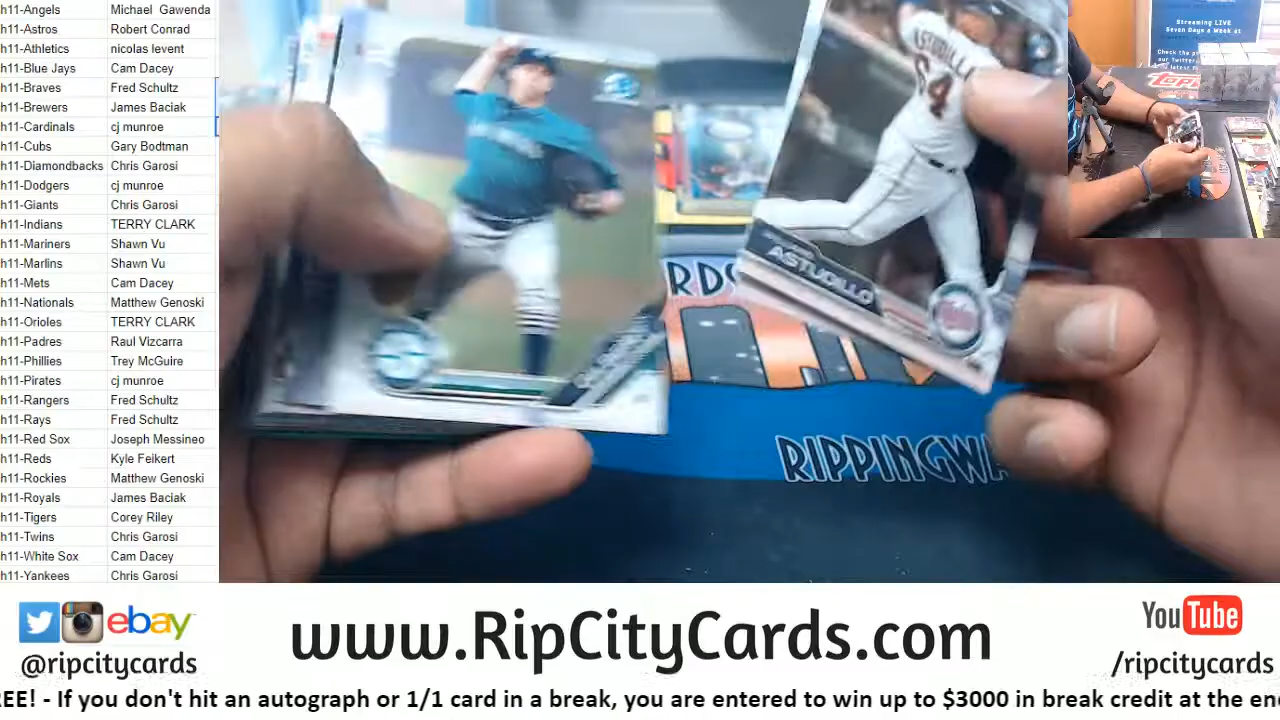 h11-Angels Michael Gawenda
h11-Astros Robert Conrad
h11-Athletics nicolas levent
h11-Blue Jays Cam Dacey
h11-Braves Fred Schultz
h11-Brewers James Baciak
h11-Cardinals cj munroe
h11-Cubs Gary Bodtman
h11-Diamondbacks Chris Garosi
h11-Dodgers cj munroe
h11-Giants Chris Garosi
h11-Indians TERRY CLARK
h11-Mariners Shawn Vu
h11-Marlins Shawn Vu
h11-Mets Cam Dacey
h11-Nationals Matthew Genoski
h11-Orioles TERRY CLARK
h11-Padres Raul Vizcarra
h11-Phillies Trey McGuire
h11-Pirates cj munroe
h11-Rangers Fred Schultz
h11-Rays Fred Schultz
h11-Red Sox Joseph Messineo
h11-Reds Kyle Feikert
h11-Rockies Matthew Genoski
h11-Royals James Baciak
h11-Tigers Corey Riley
h11-Twins Chris Garosi
h11-White Sox Cam Dacey
h11-Yankees Chris Garosi
ASTUDILLO
ARDS
RIPPINGWA
Streaming LIVE
Seven Days a Week at
Topps
ebay
@ripcitycards
www.RipCityCards.com
YouTube
/ripcitycards
EE! - If you don't hit an autograph or 1/1 card in a break, you are entered to win up to $3000 in break credit at the en